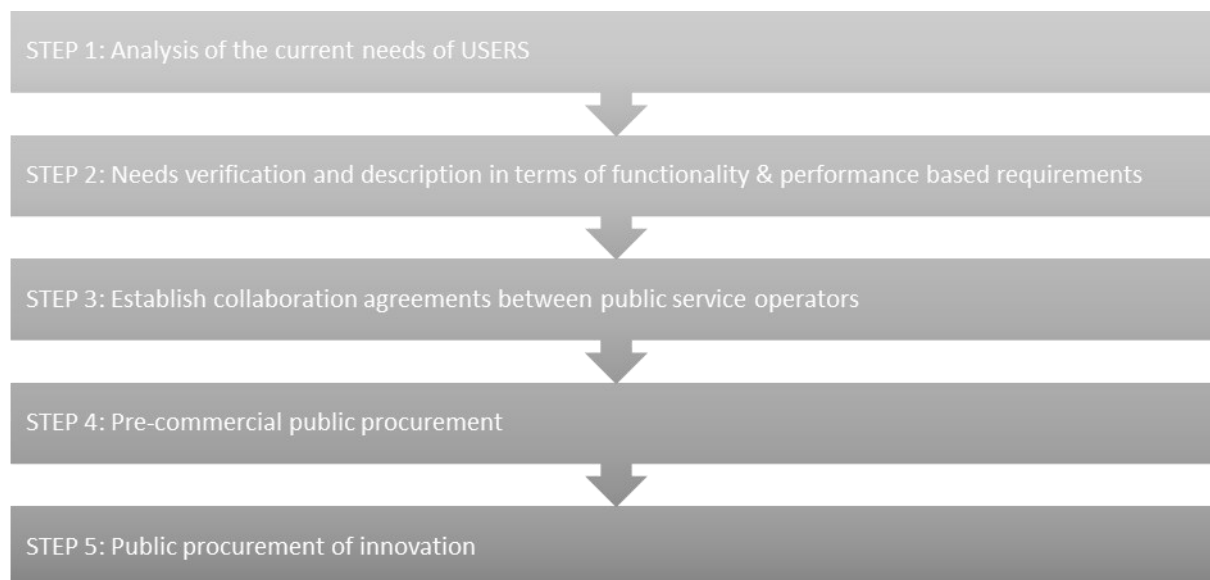 STEP 1: Analysis of the current needs of USERS
STEP 2: Needs verification and description in terms of functionality & performance based requirements
STEP 3: Establish collaboration agreements between public service operators
STEP 4: Pre-commercial public procurement
STEP 5: Public procurement of innovation